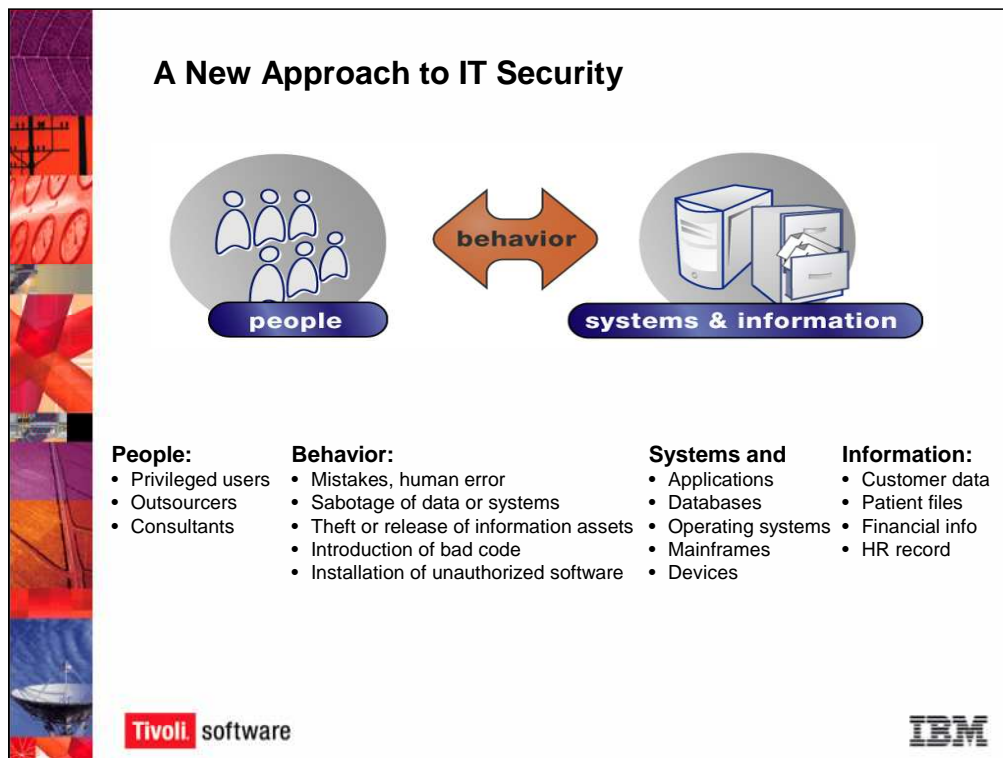 A New Approach to IT Security
behavior
people
systems & information
People:
• Privileged users
• Outsourcers
• Consultants
Behavior:
• Mistakes, human error
• Sabotage of data or systems
• Theft or release of information assets
• Introduction of bad code
• Installation of unauthorized software
Systems and
• Applications
• Databases
• Operating systems
• Mainframes
• Devices
Information:
• Customer data
• Patient files
• Financial info
• HR record
Tivoli. software
IBM